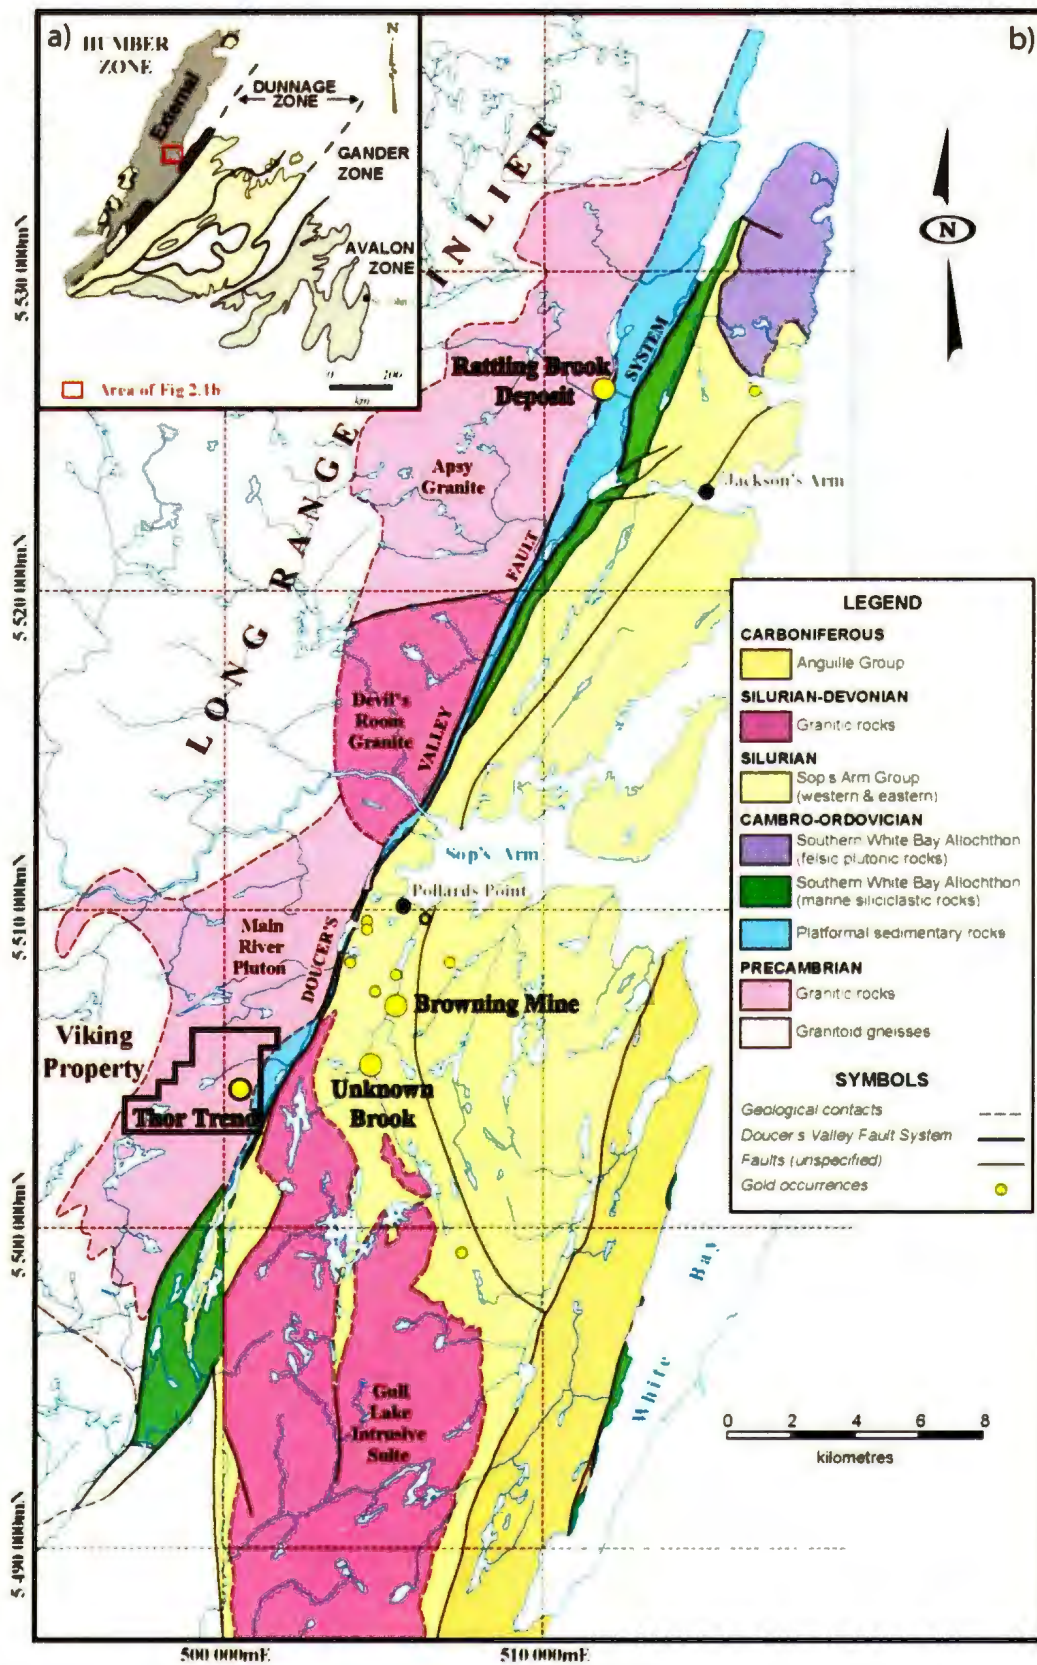 a)
HUMBER
ZONE
External
N
DUNNAGE
ZONE
GANDER
ZONE
AVALON
ZONE
0 200
km
Area of Fig 2.1b
b)
N
LONG RANGE INLIER
5 530 000mN
5 520 000mN
5 510 000mN
5 500 000mN
5 490 000mN
500 000mE
510 000mE
Rattling Brook
Deposit
Apsy
Granite
Jackson's Arm
DOUCER'S VALLEY FAULT SYSTEM
Devil's
Room
Granite
Sop's Arm
Pollards Point
Main
River
Pluton
Browning Mine
Viking
Property
Thor Trend
Unknown
Brook
Gull
Lake
Intrusive
Suite
White Bay
LEGEND
CARBONIFEROUS
Anguille Group
SILURIAN-DEVONIAN
Granitic rocks
SILURIAN
Sop's Arm Group
(western & eastern)
CAMBRO-ORDOVICIAN
Southern White Bay Allochthon
(felsic plutonic rocks)
Southern White Bay Allochthon
(marine siliciclastic rocks)
Platformal sedimentary rocks
PRECAMBRIAN
Granitic rocks
Granitoid gneisses
SYMBOLS
Geological contacts
Doucer's Valley Fault System
Faults (unspecified)
Gold occurrences
0 2 4 6 8
kilometres